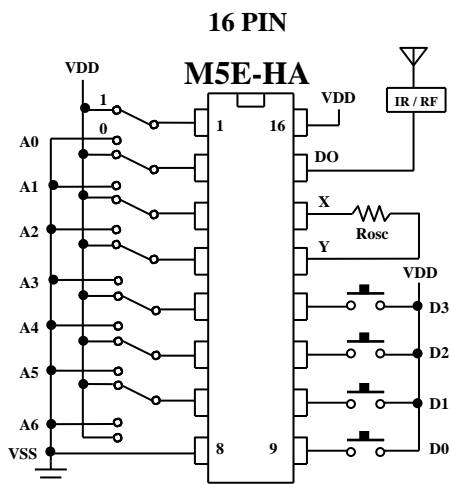 16 PIN
M5E-HA
VDD
1
0
A0
A1
A2
A3
A4
A5
A6
VSS
1
16
8
9
VDD
IR / RF
DO
X
Rosc
Y
VDD
D3
D2
D1
D0